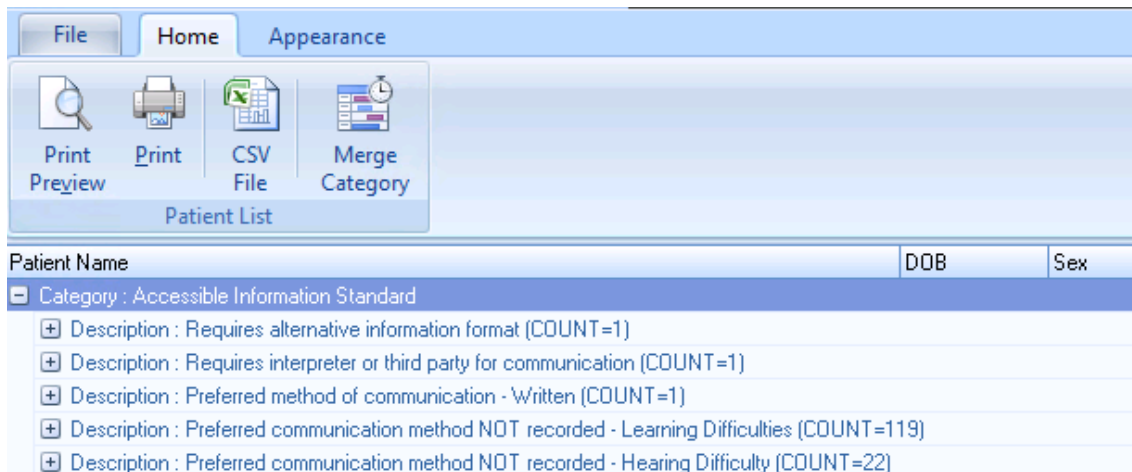 File Home Appearance
Print Preview Print CSV File Merge Category
Patient List
Patient Name DOB Sex
Category : Accessible Information Standard
Description : Requires alternative information format (COUNT=1)
Description : Requires interpreter or third party for communication (COUNT=1)
Description : Preferred method of communication - Written (COUNT=1)
Description : Preferred communication method NOT recorded - Learning Difficulties (COUNT=119)
Description : Preferred communication method NOT recorded - Hearing Difficulty (COUNT=22)